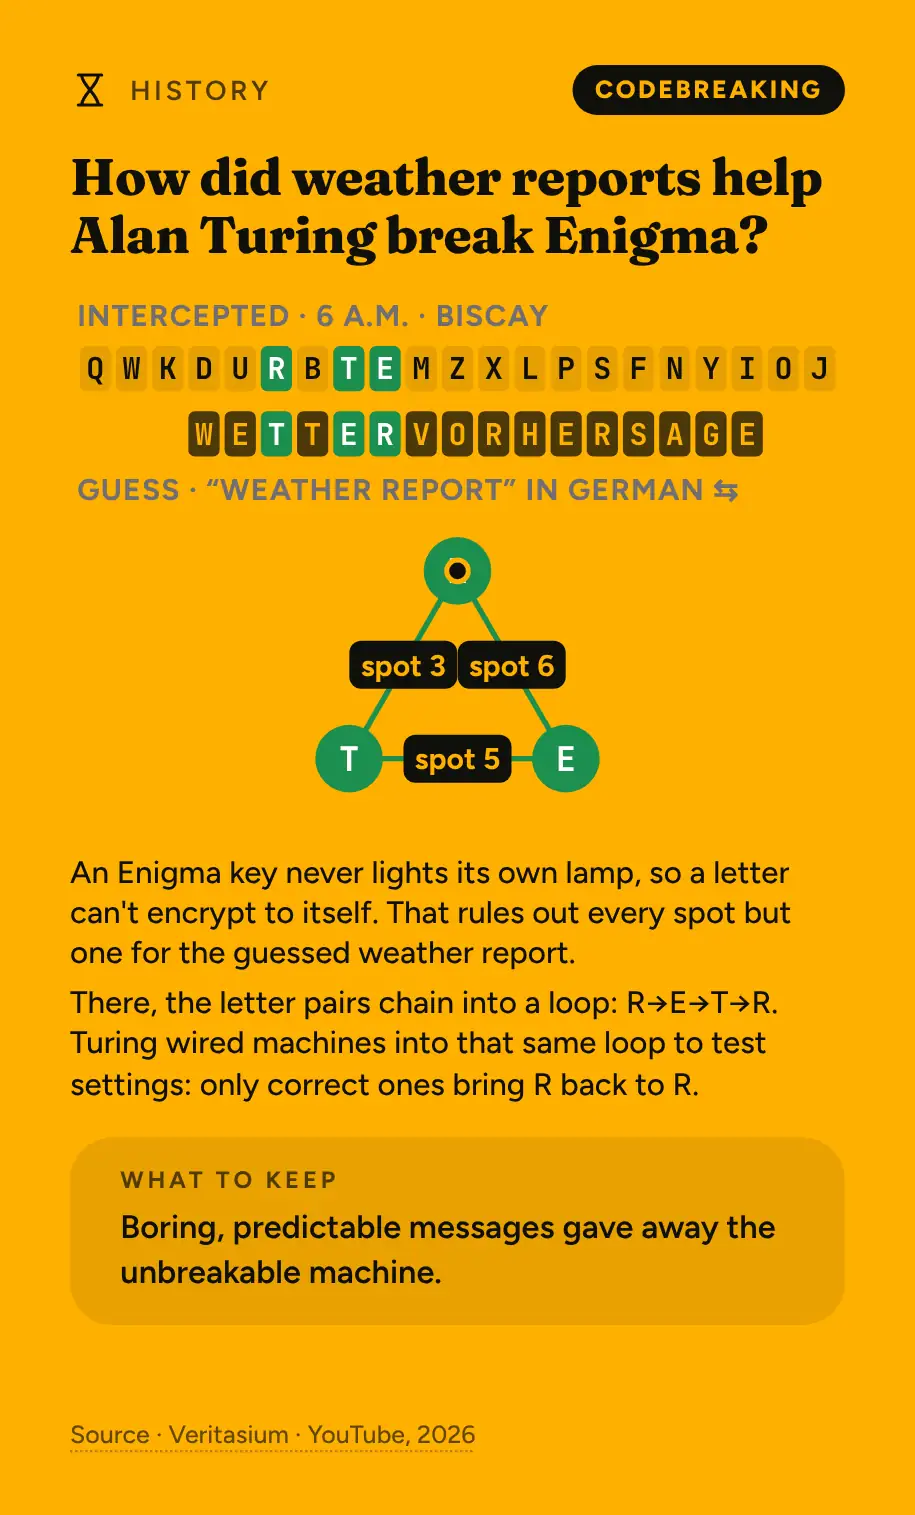 HISTORY
CODEBREAKING
How did weather reports help
Alan Turing break Enigma?
INTERCEPTED · 6 A.M. · BISCAY
QWKDURBTEMZXLPSFNYIOJ
WETTERVORHERSAGE
GUESS · “WEATHER REPORT” IN GERMAN ⇆
spot 3 spot 6
T spot 5 E
An Enigma key never lights its own lamp, so a letter
can't encrypt to itself. That rules out every spot but
one for the guessed weather report.
There, the letter pairs chain into a loop: R→E→T→R.
Turing wired machines into that same loop to test
settings: only correct ones bring R back to R.
WHAT TO KEEP
Boring, predictable messages gave away the
unbreakable machine.
Source · Veritasium · YouTube, 2026